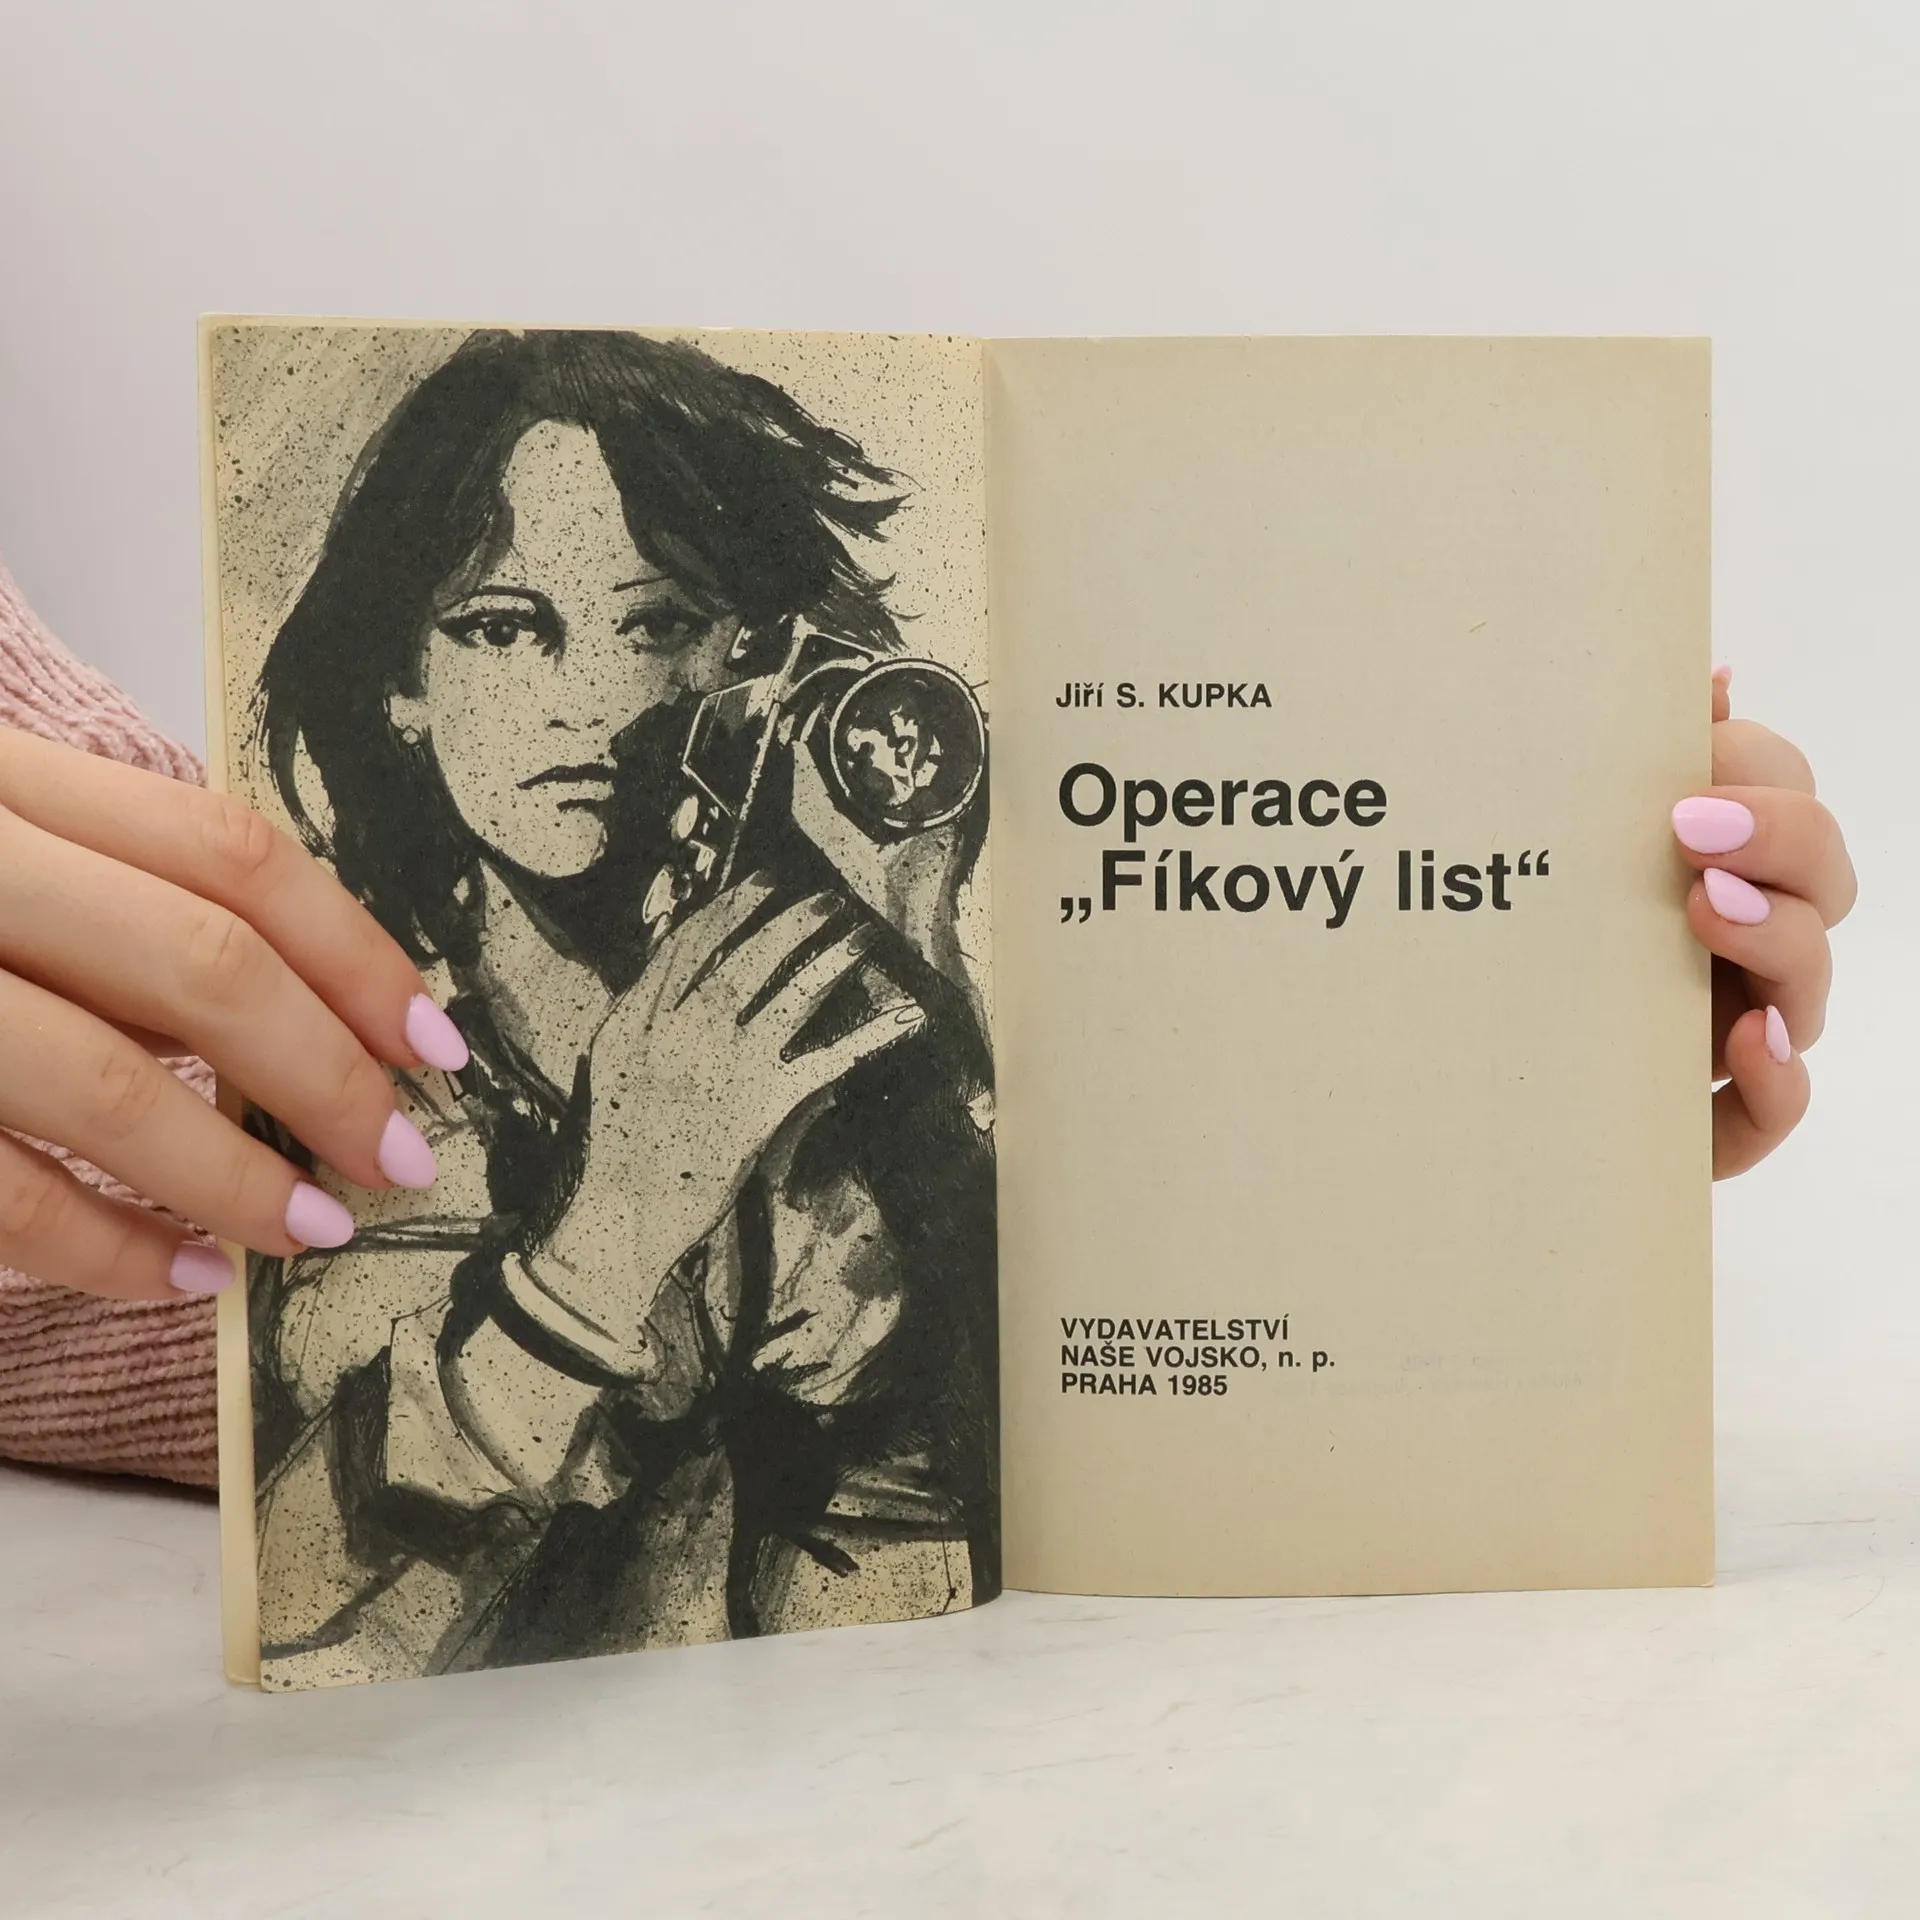 Jiří S. KUPKA
Operace
„Fíkový list“
VYDAVATELSTVÍ
NAŠE VOJSKO, n. p.
PRAHA 1985